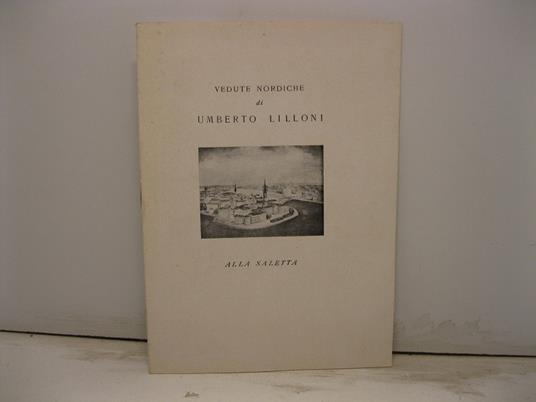 VEDUTE NORDICHE
di
UMBERTO LILLONI
ALLA SALETTA